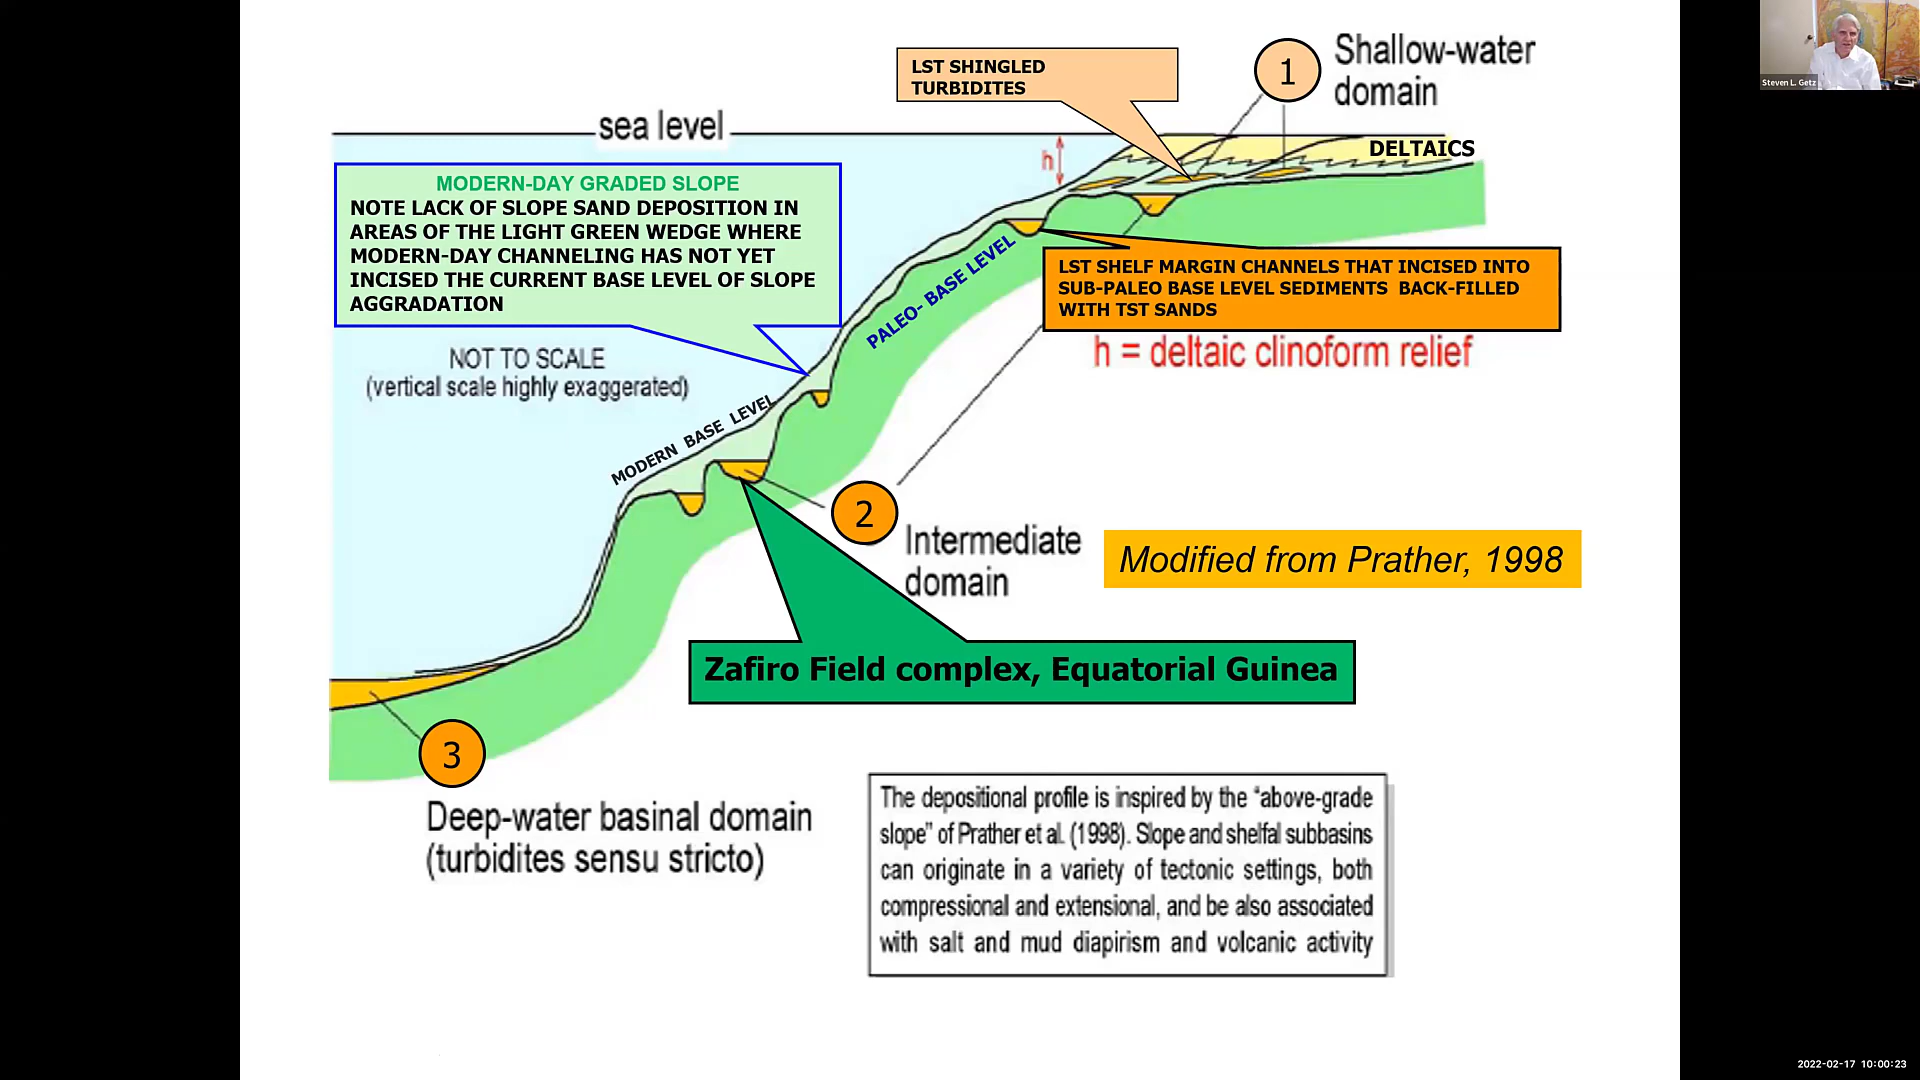 LST SHINGLED
TURBIDITES
1
Shallow-water
domain
Steven L. Getz
sea level
h
DELTAICS
MODERN-DAY GRADED SLOPE
NOTE LACK OF SLOPE SAND DEPOSITION IN
AREAS OF THE LIGHT GREEN WEDGE WHERE
MODERN-DAY CHANNELING HAS NOT YET
INCISED THE CURRENT BASE LEVEL OF SLOPE
AGGRADATION
PALEO- BASE LEVEL
LST SHELF MARGIN CHANNELS THAT INCISED INTO
SUB-PALEO BASE LEVEL SEDIMENTS BACK-FILLED
WITH TST SANDS
h = deltaic clinoform relief
NOT TO SCALE
(vertical scale highly exaggerated)
MODERN BASE LEVEL
2
Intermediate
domain
Modified from Prather, 1998
Zafiro Field complex, Equatorial Guinea
3
Deep-water basinal domain
(turbidites sensu stricto)
The depositional profile is inspired by the "above-grade
slope" of Prather et al. (1998). Slope and shelfal subbasins
can originate in a variety of tectonic settings, both
compressional and extensional, and be also associated
with salt and mud diapirism and volcanic activity
2022-02-17 10:00:23